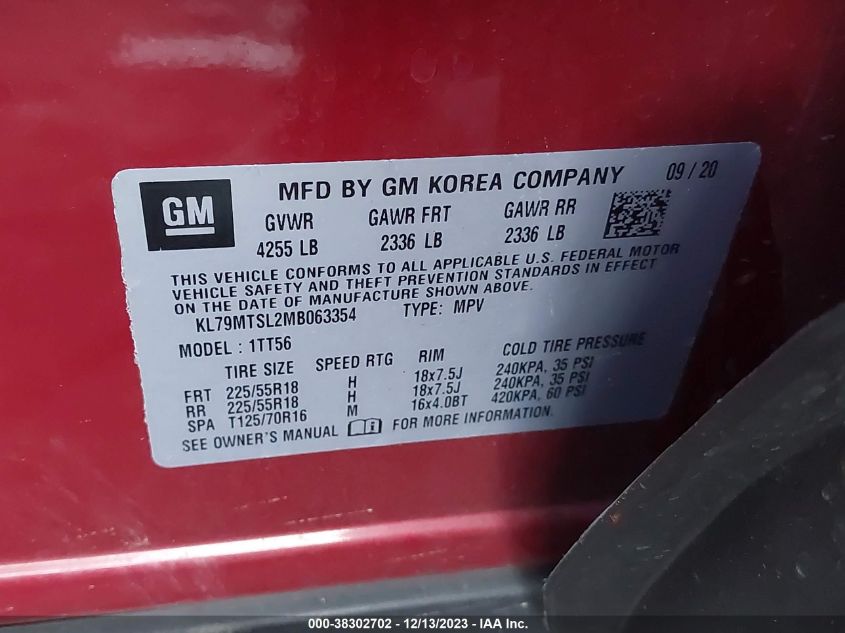 GM
MFD BY GM KOREA COMPANY 09/20
GVWR GAWR FRT GAWR RR
4255 LB 2336 LB 2336 LB
THIS VEHICLE CONFORMS TO ALL APPLICABLE U.S. FEDERAL MOTOR
VEHICLE SAFETY AND THEFT PREVENTION STANDARDS IN EFFECT
ON THE DATE OF MANUFACTURE SHOWN ABOVE.
KL79MTSL2MB063354 TYPE: MPV
MODEL : 1TT56
TIRE SIZE SPEED RTG RIM COLD TIRE PRESSURE
FRT 225/55R18 H 18x7.5J 240KPA, 35 PSI
RR 225/55R18 H 18x7.5J 240KPA, 35 PSI
SPA T125/70R16 M 16x4.0BT 420KPA, 60 PSI
SEE OWNER'S MANUAL FOR MORE INFORMATION.
000-38302702 - 12/13/2023 - IAA Inc.